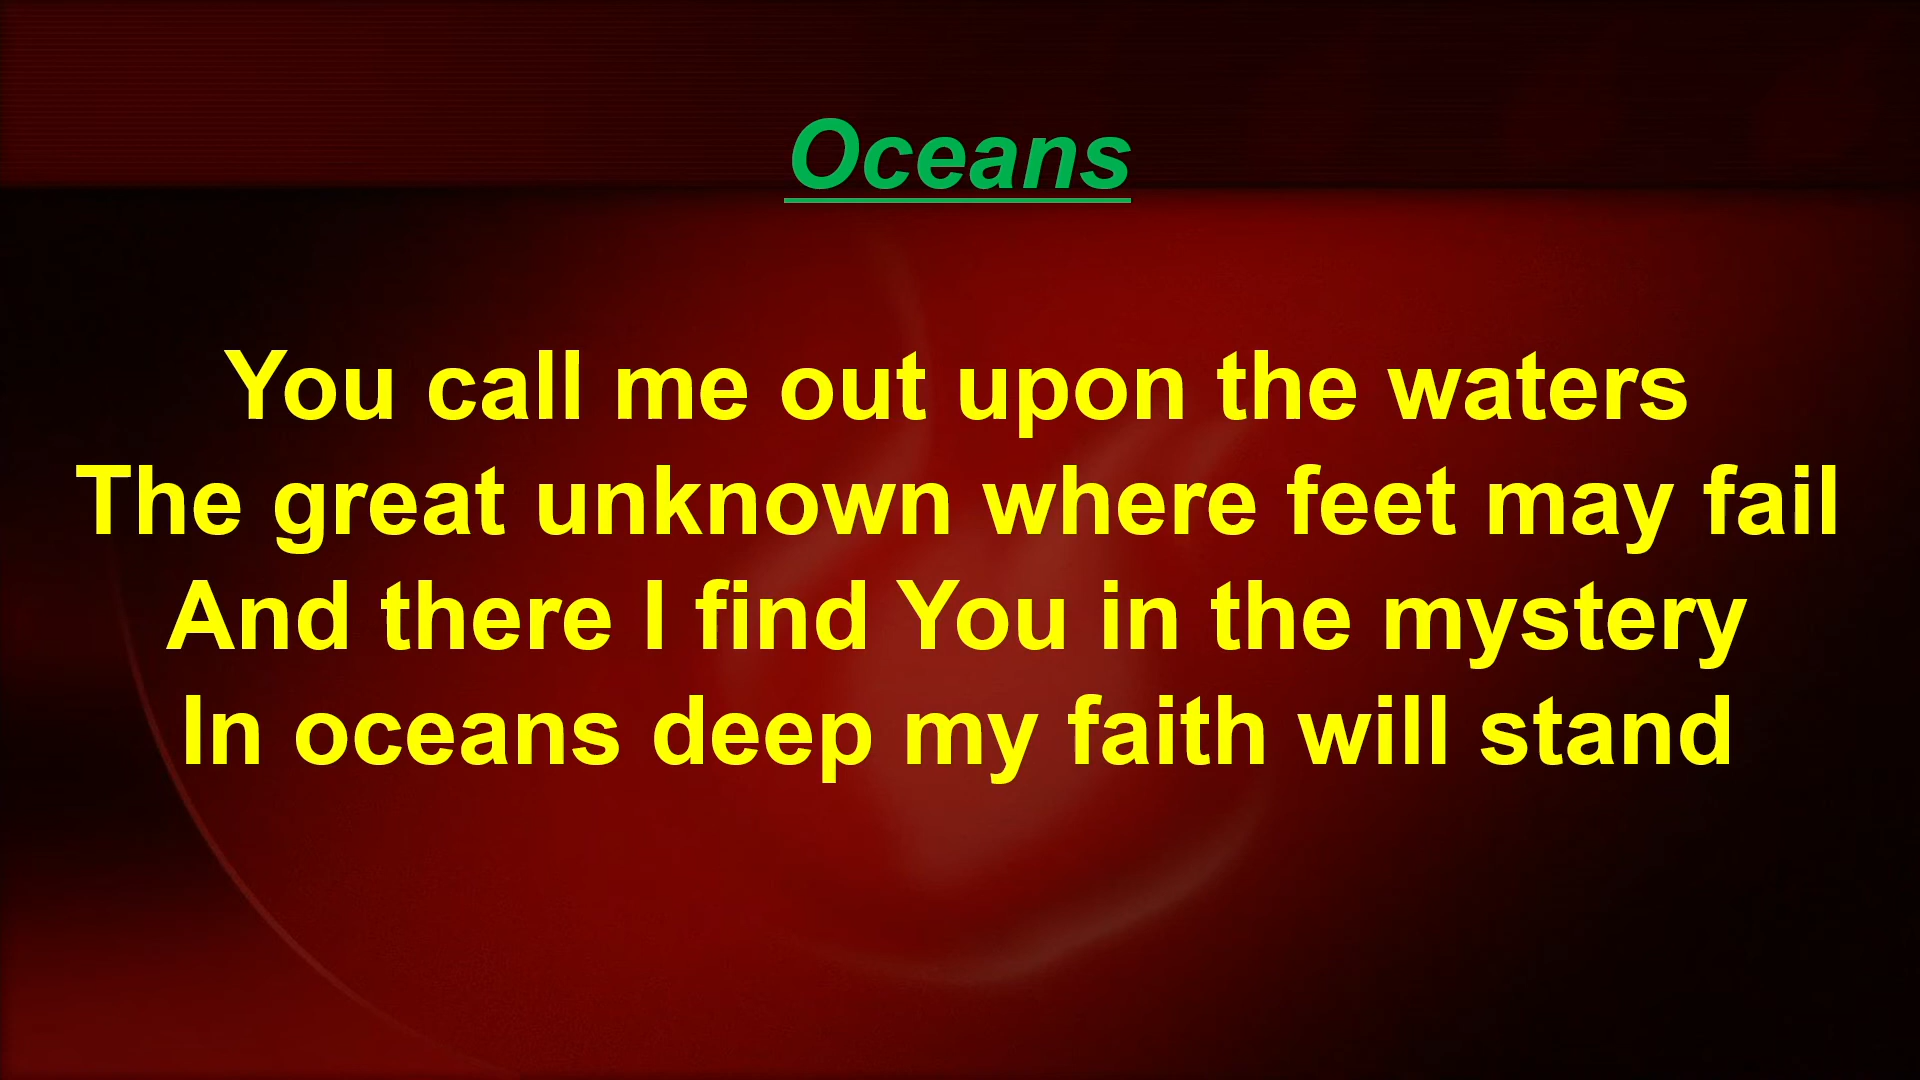 Oceans
You call me out upon the waters
The great unknown where feet may fail
And there I find You in the mystery
In oceans deep my faith will stand